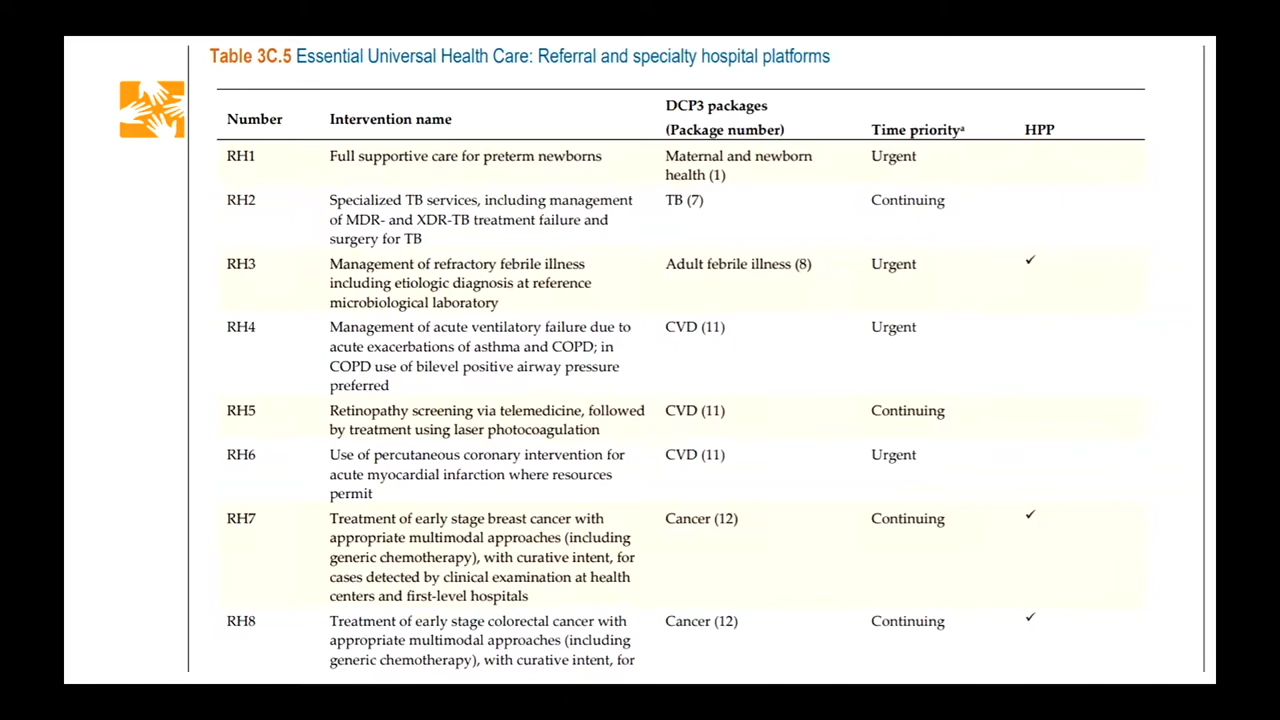 Table 3C.5 Essential Universal Health Care: Referral and specialty hospital platforms
Number Intervention name DCP3 packages (Package number) Time priorityᵃ HPP
RH1 Full supportive care for preterm newborns Maternal and newborn Urgent
health (1)
RH2 Specialized TB services, including management TB (7) Continuing
of MDR- and XDR-TB treatment failure and
surgery for TB
RH3 Management of refractory febrile illness Adult febrile illness (8) Urgent ✓
including etiologic diagnosis at reference
microbiological laboratory
RH4 Management of acute ventilatory failure due to CVD (11) Urgent
acute exacerbations of asthma and COPD; in
COPD use of bilevel positive airway pressure
preferred
RH5 Retinopathy screening via telemedicine, followed CVD (11) Continuing
by treatment using laser photocoagulation
RH6 Use of percutaneous coronary intervention for CVD (11) Urgent
acute myocardial infarction where resources
permit
RH7 Treatment of early stage breast cancer with Cancer (12) Continuing ✓
appropriate multimodal approaches (including
generic chemotherapy), with curative intent, for
cases detected by clinical examination at health
centers and first-level hospitals
RH8 Treatment of early stage colorectal cancer with Cancer (12) Continuing ✓
appropriate multimodal approaches (including
generic chemotherapy), with curative intent, for